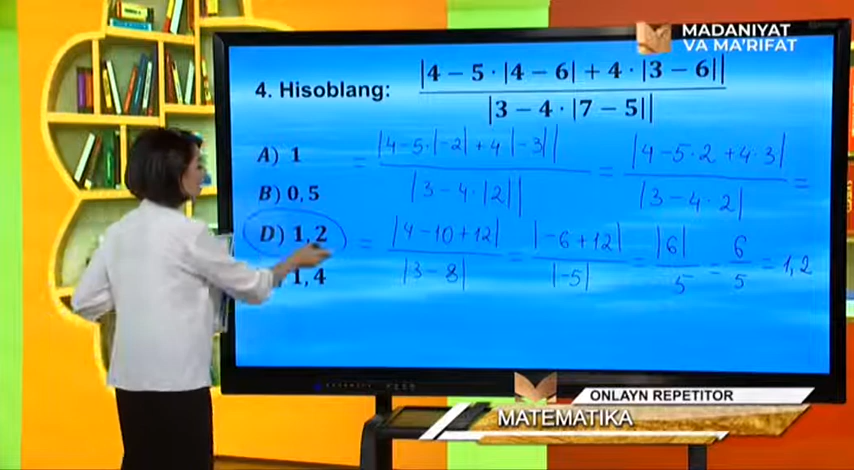 MADANIYAT
VA MA'RIFAT
4. Hisoblang: |4 − 5 · |4 − 6| + 4 · |3 − 6|| / |3 − 4 · |7 − 5||
A) 1
= |4−5·|−2|+4|−3|| / |3−4·|2|| = |4−5·2+4·3| / |3−4·2| =
B) 0,5
D) 1,2
= |4−10+12| / |3−8| = |−6+12| / |−5| = |6| / 5 = 6/5 = 1,2
1,4
ONLAYN REPETITOR
MATEMATIKA